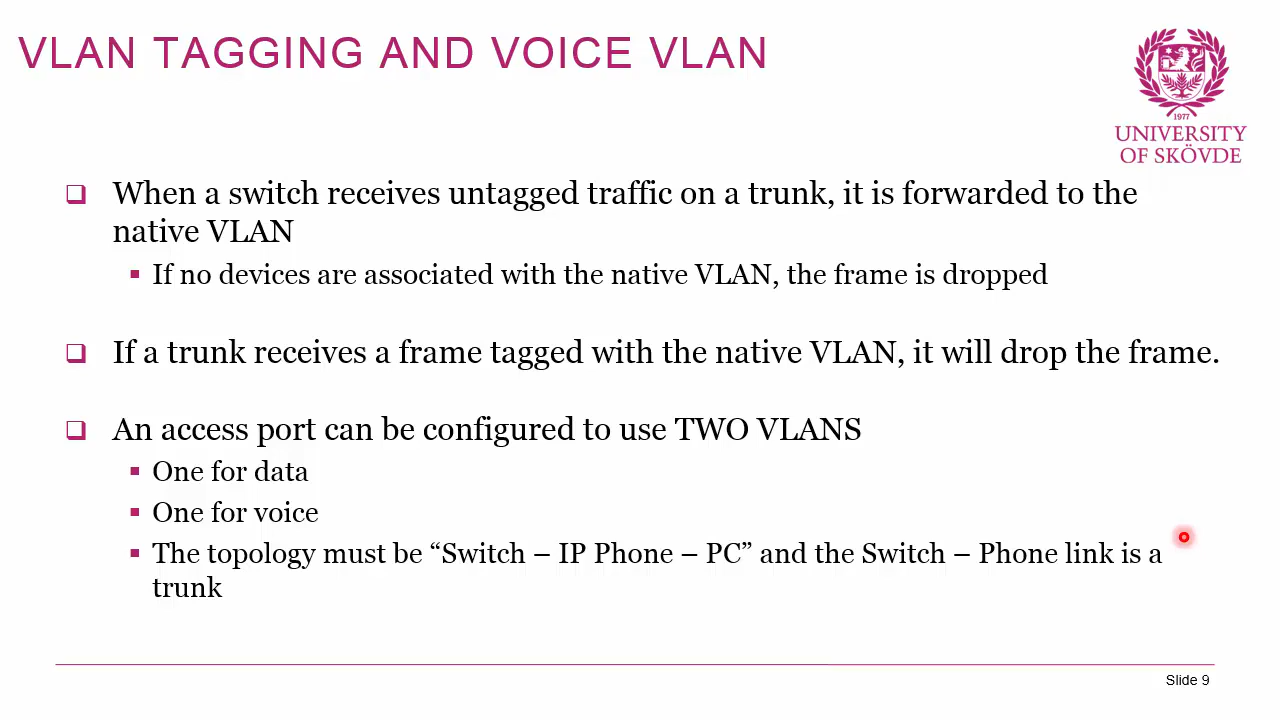 VLAN TAGGING AND VOICE VLAN
1977
UNIVERSITY
OF SKÖVDE
When a switch receives untagged traffic on a trunk, it is forwarded to the
native VLAN
If no devices are associated with the native VLAN, the frame is dropped
If a trunk receives a frame tagged with the native VLAN, it will drop the frame.
An access port can be configured to use TWO VLANS
One for data
One for voice
The topology must be “Switch – IP Phone – PC” and the Switch – Phone link is a
trunk
Slide 9